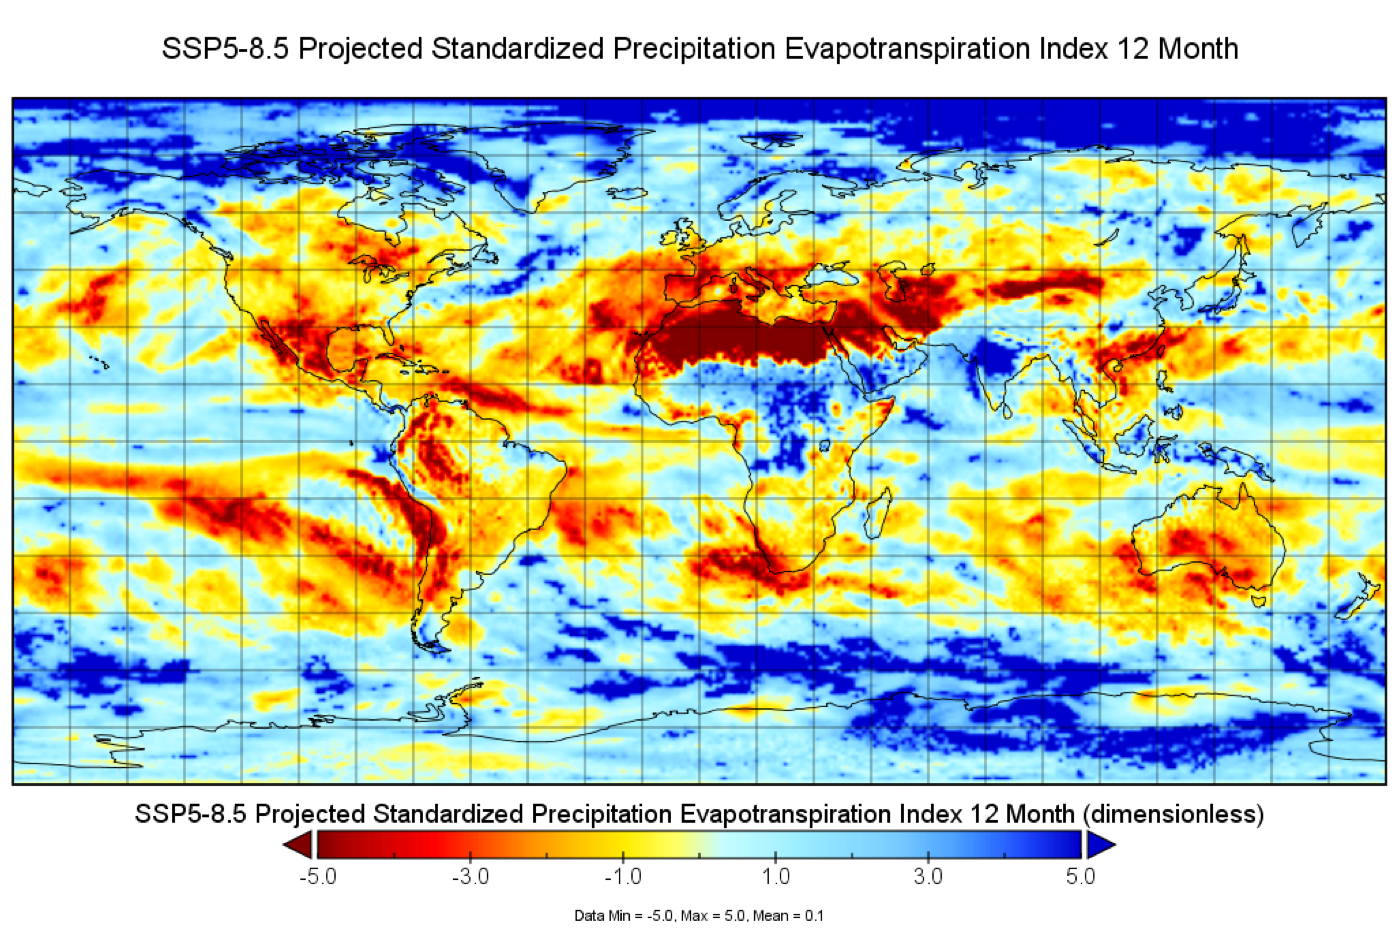 SSP5-8.5 Projected Standardized Precipitation Evapotranspiration Index 12 Month
SSP5-8.5 Projected Standardized Precipitation Evapotranspiration Index 12 Month (dimensionless)
-5.0 -3.0 -1.0 1.0 3.0 5.0
Data Min = -5.0, Max = 5.0, Mean = 0.1